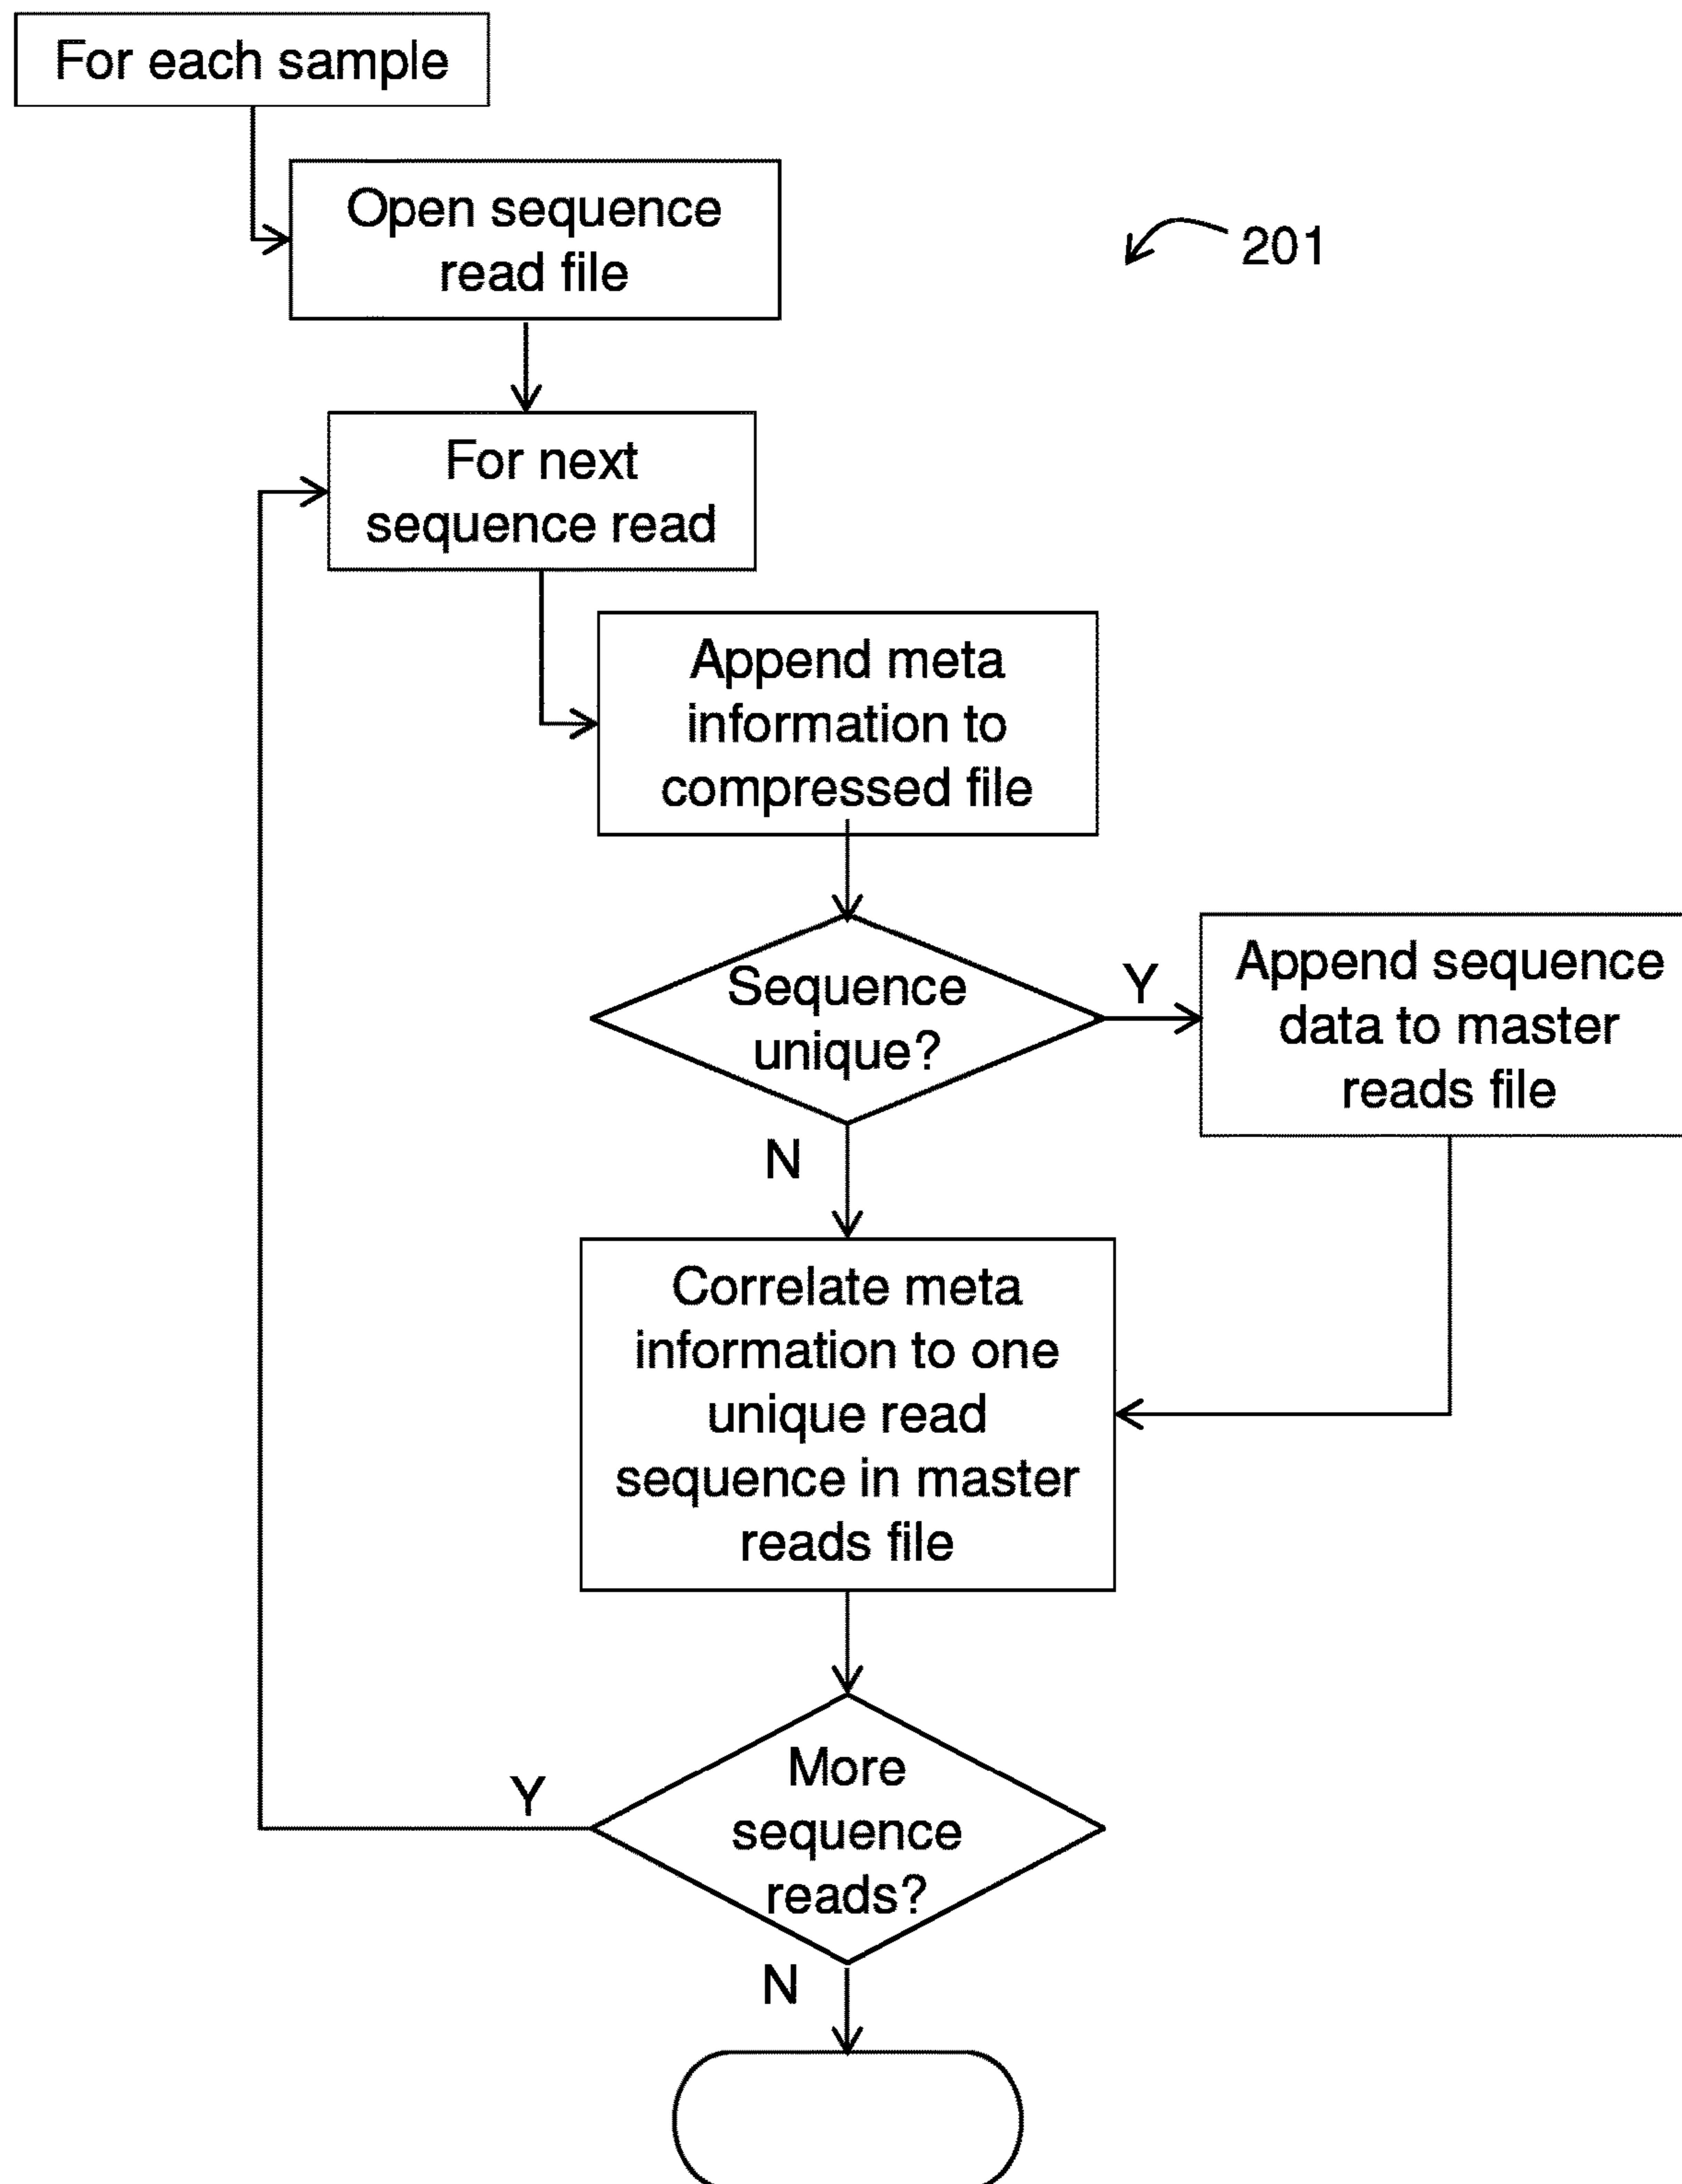 For each sample
Open sequence
read file
201
For next
sequence read
Append meta
information to
compressed file
Sequence
unique?
Y
Append sequence
data to master
reads file
N
Correlate meta
information to one
unique read
sequence in master
reads file
More
sequence
reads?
Y
N